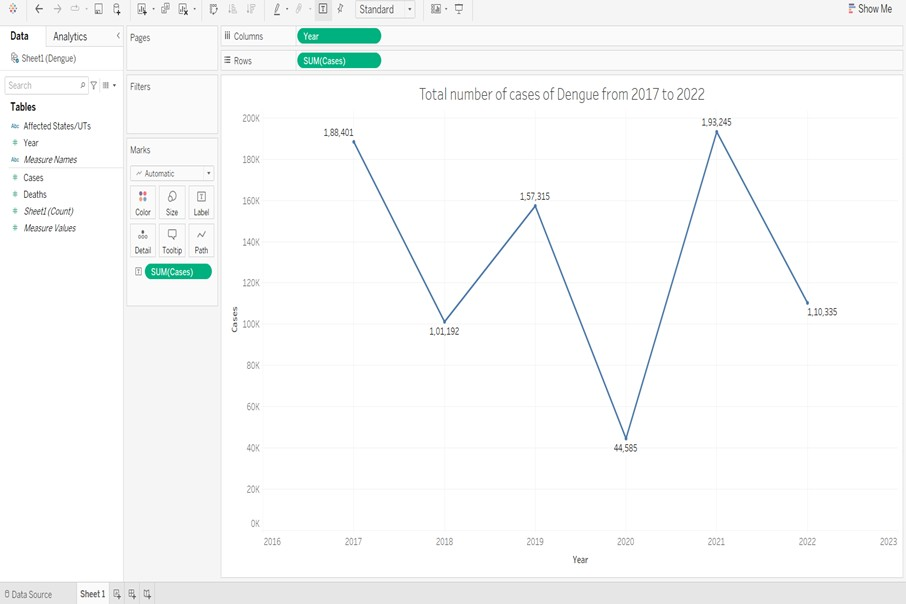 Standard
Show Me
Data
Analytics
Pages
Columns
Year
Sheet1 (Dengue)
Rows
SUM(Cases)
Search
Filters
Tables
Abc Affected States/UTs
# Year
Abc Measure Names
# Cases
# Deaths
# Sheet1 (Count)
# Measure Values
Marks
Automatic
Color
Size
Label
Detail
Tooltip
Path
SUM(Cases)
Total number of cases of Dengue from 2017 to 2022
200K
180K
160K
140K
120K
100K
80K
60K
40K
20K
0K
Cases
1,88,401
1,01,192
1,57,315
44,585
1,93,245
1,10,335
2016
2017
2018
2019
2020
2021
2022
2023
Year
Data Source
Sheet 1